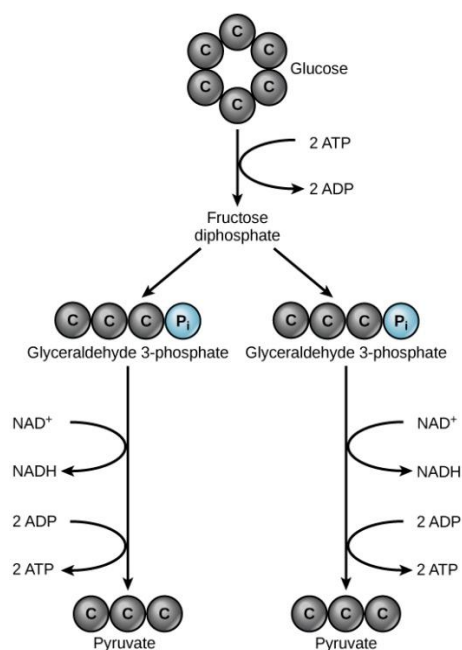 C
C C
Glucose
C C
C
2 ATP
2 ADP
Fructose
diphosphate
C C C Pi
C C C Pi
Glyceraldehyde 3-phosphate
Glyceraldehyde 3-phosphate
NAD+
NAD+
NADH
NADH
2 ADP
2 ADP
2 ATP
2 ATP
C C C
C C C
Pyruvate
Pyruvate